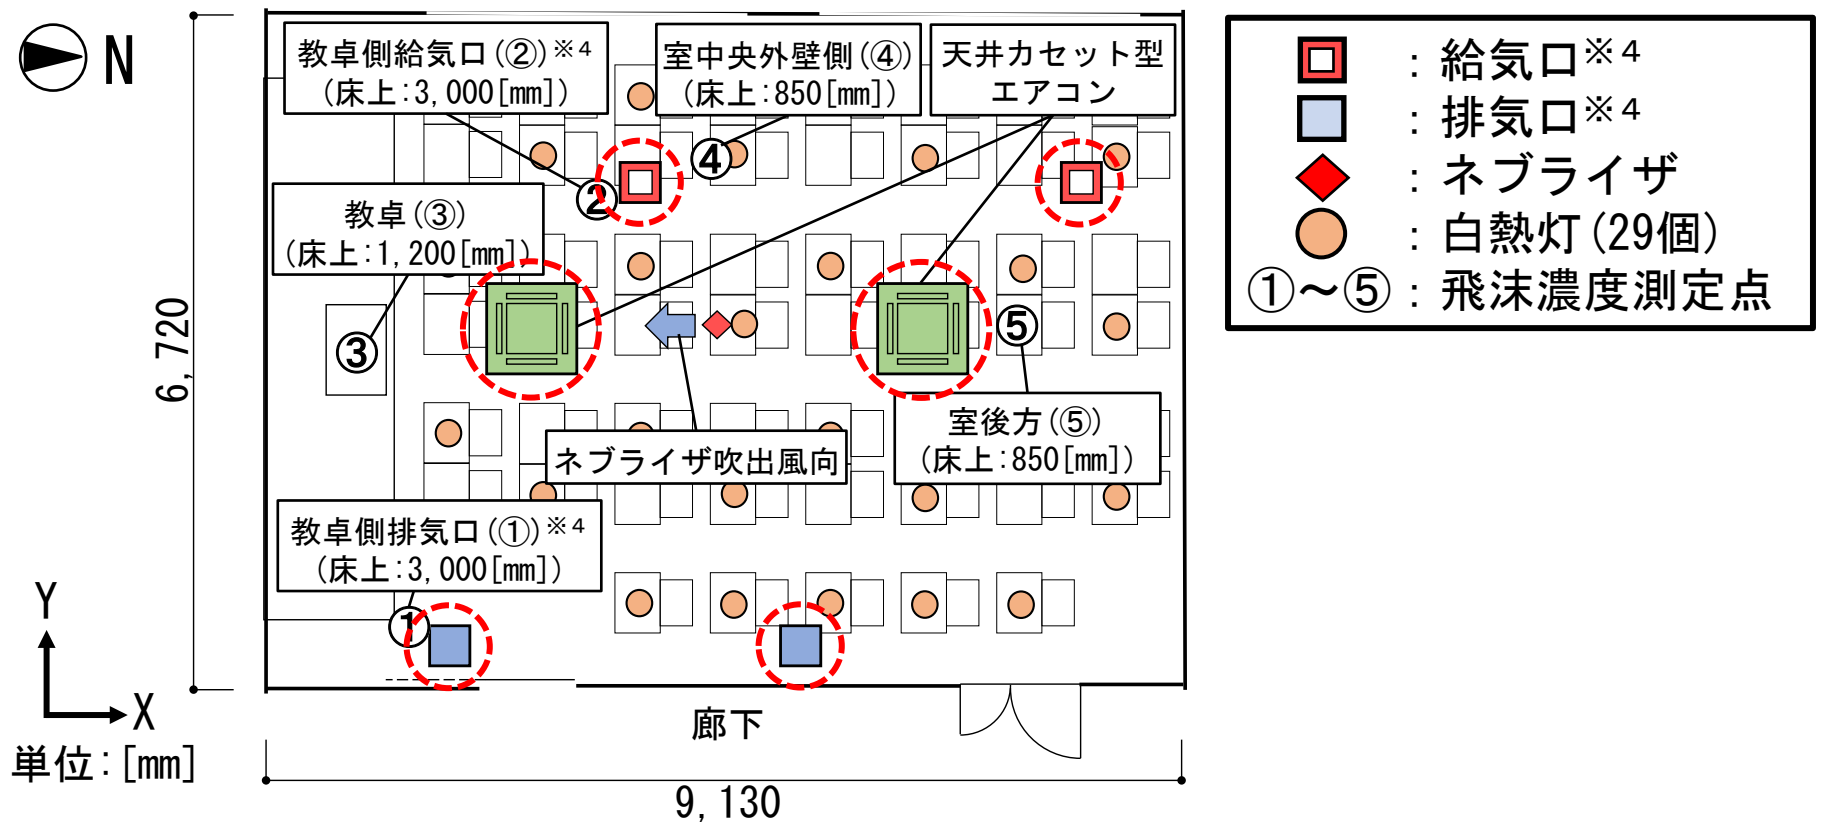 N
教卓側給気口(②)※4
(床上:3,000[mm])
室中央外壁側(④)
(床上:850[mm])
天井カセット型
エアコン
④
②
教卓(③)
(床上:1,200[mm])
③
⑤
室後方(⑤)
(床上:850[mm])
ネブライザ吹出風向
教卓側排気口(①)※4
(床上:3,000[mm])
①
廊下
6,720
9,130
Y
X
単位:[mm]
:給気口※4
:排気口※4
:ネブライザ
:白熱灯(29個)
①～⑤:飛沫濃度測定点